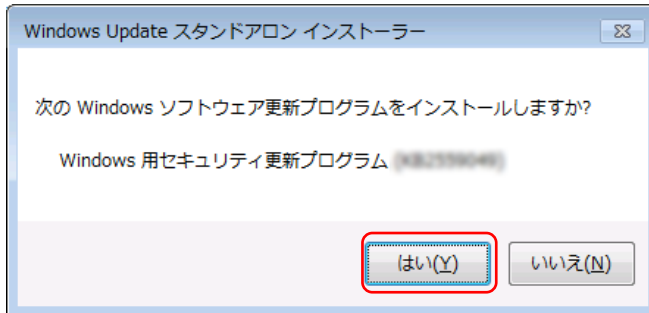 Windows Update スタンドアロン インストーラー
次の Windows ソフトウェア更新プログラムをインストールしますか?
Windows 用セキュリティ更新プログラム
はい(Y) いいえ(N)